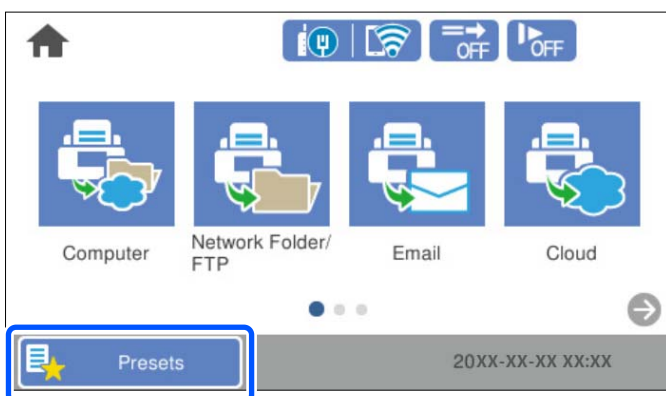 OFF
OFF
Computer
Network Folder/
FTP
Email
Cloud
Presets
20XX-XX-XX XX:XX